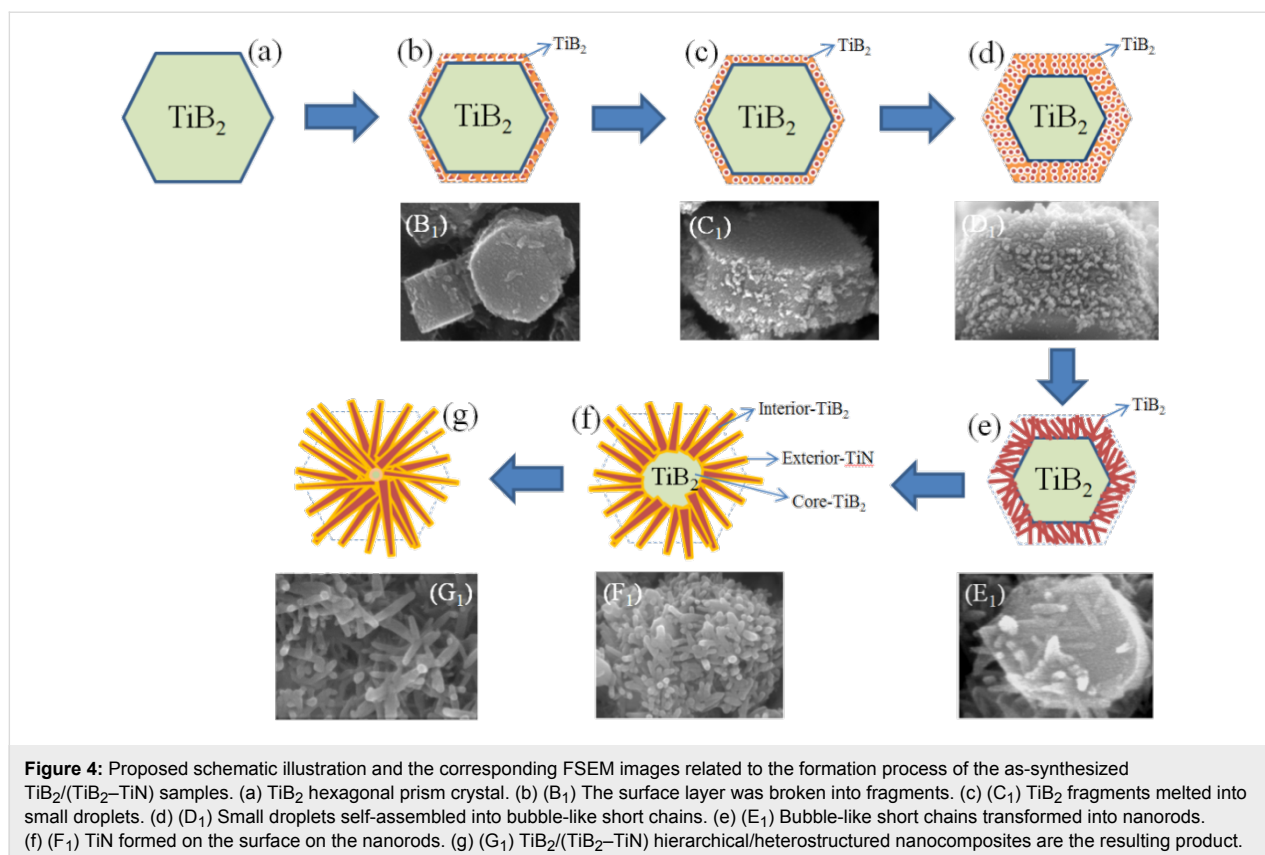 (a)
TiB₂
(b)
TiB₂
TiB₂
(c)
TiB₂
TiB₂
(d)
TiB₂
TiB₂
(B₁)
(C₁)
(D₁)
(g)
(f)
Interior-TiB₂
Exterior-TiN
Core-TiB₂
TiB₂
(e)
TiB₂
TiB₂
(G₁)
(F₁)
(E₁)
Figure 4: Proposed schematic illustration and the corresponding FSEM images related to the formation process of the as-synthesized
TiB₂/(TiB₂–TiN) samples. (a) TiB₂ hexagonal prism crystal. (b) (B₁) The surface layer was broken into fragments. (c) (C₁) TiB₂ fragments melted into
small droplets. (d) (D₁) Small droplets self-assembled into bubble-like short chains. (e) (E₁) Bubble-like short chains transformed into nanorods.
(f) (F₁) TiN formed on the surface on the nanorods. (g) (G₁) TiB₂/(TiB₂–TiN) hierarchical/heterostructured nanocomposites are the resulting product.